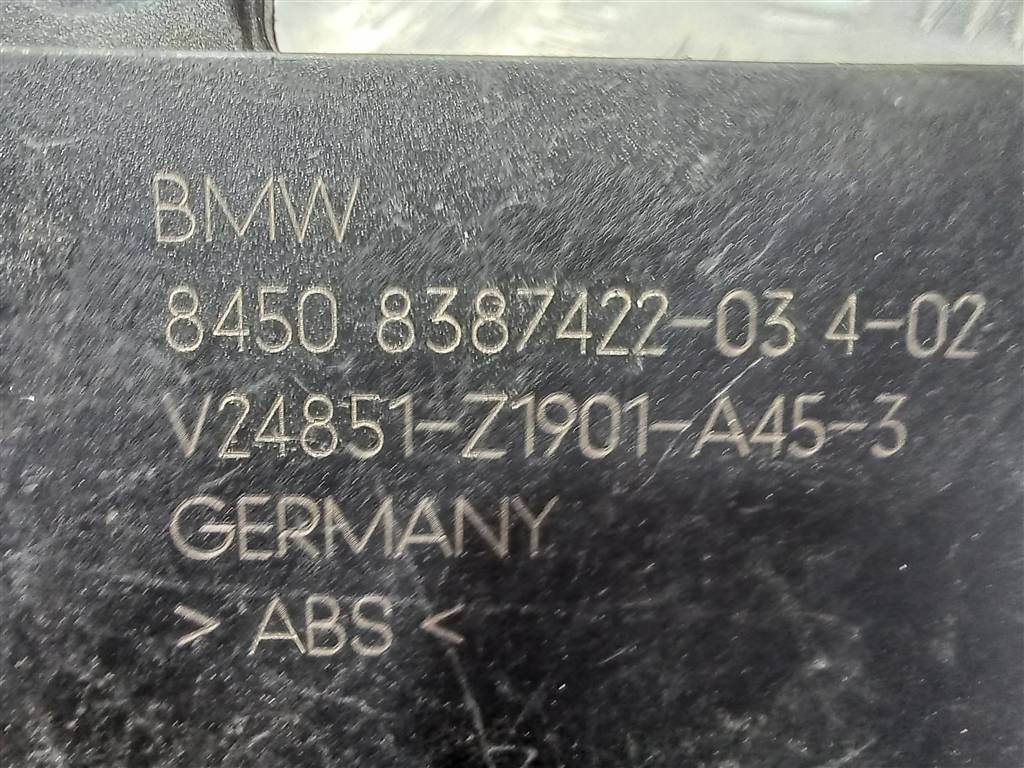 BMW
8450 8387422-03 4-02
V24851-Z1901-A45-3
GERMANY
> ABS <